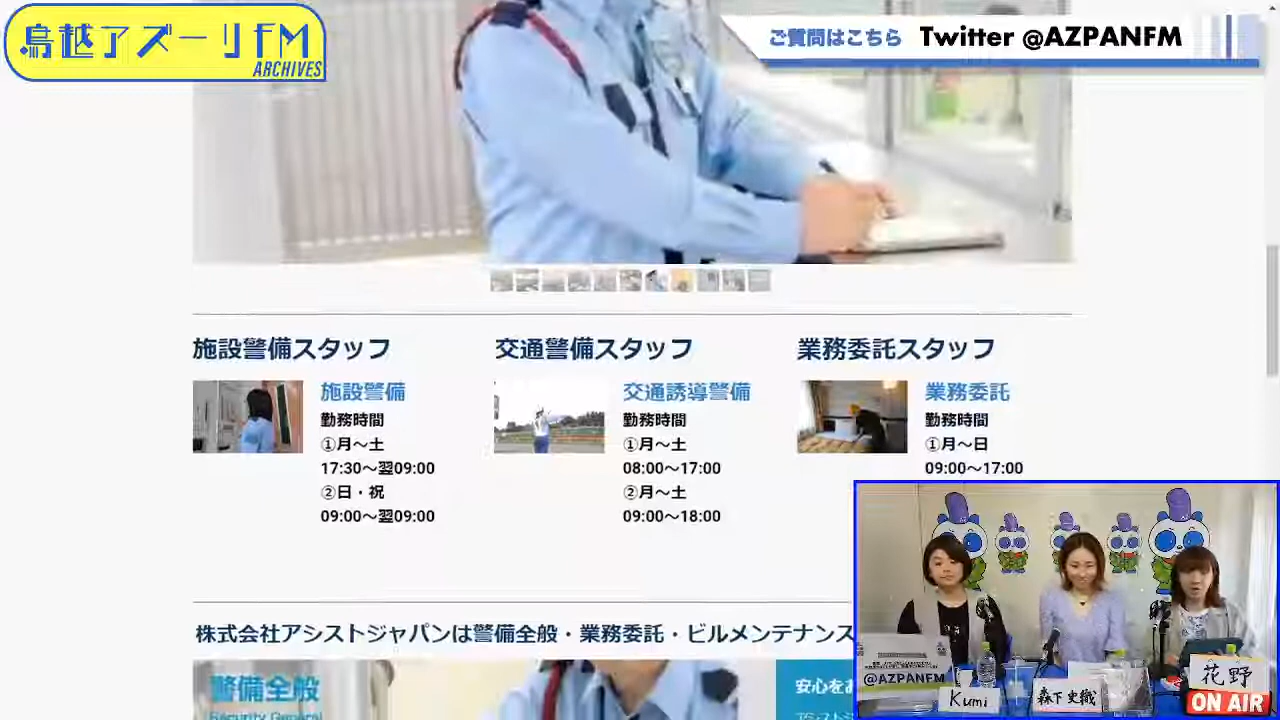 鳥越アズーリFM
ARCHIVES
ご質問はこちら Twitter @AZPANFM
施設警備スタッフ
施設警備
勤務時間
①月～土
17:30～翌09:00
②日・祝
09:00～翌09:00
交通警備スタッフ
交通誘導警備
勤務時間
①月～土
08:00～17:00
②月～土
09:00～18:00
業務委託スタッフ
業務委託
勤務時間
①月～日
09:00～17:00
株式会社アシストジャパンは警備全般・業務委託・ビルメンテナンス
警備全般
Security General
安心をお
@AZPANFM
Kumi
森下史織
花野
ON AIR